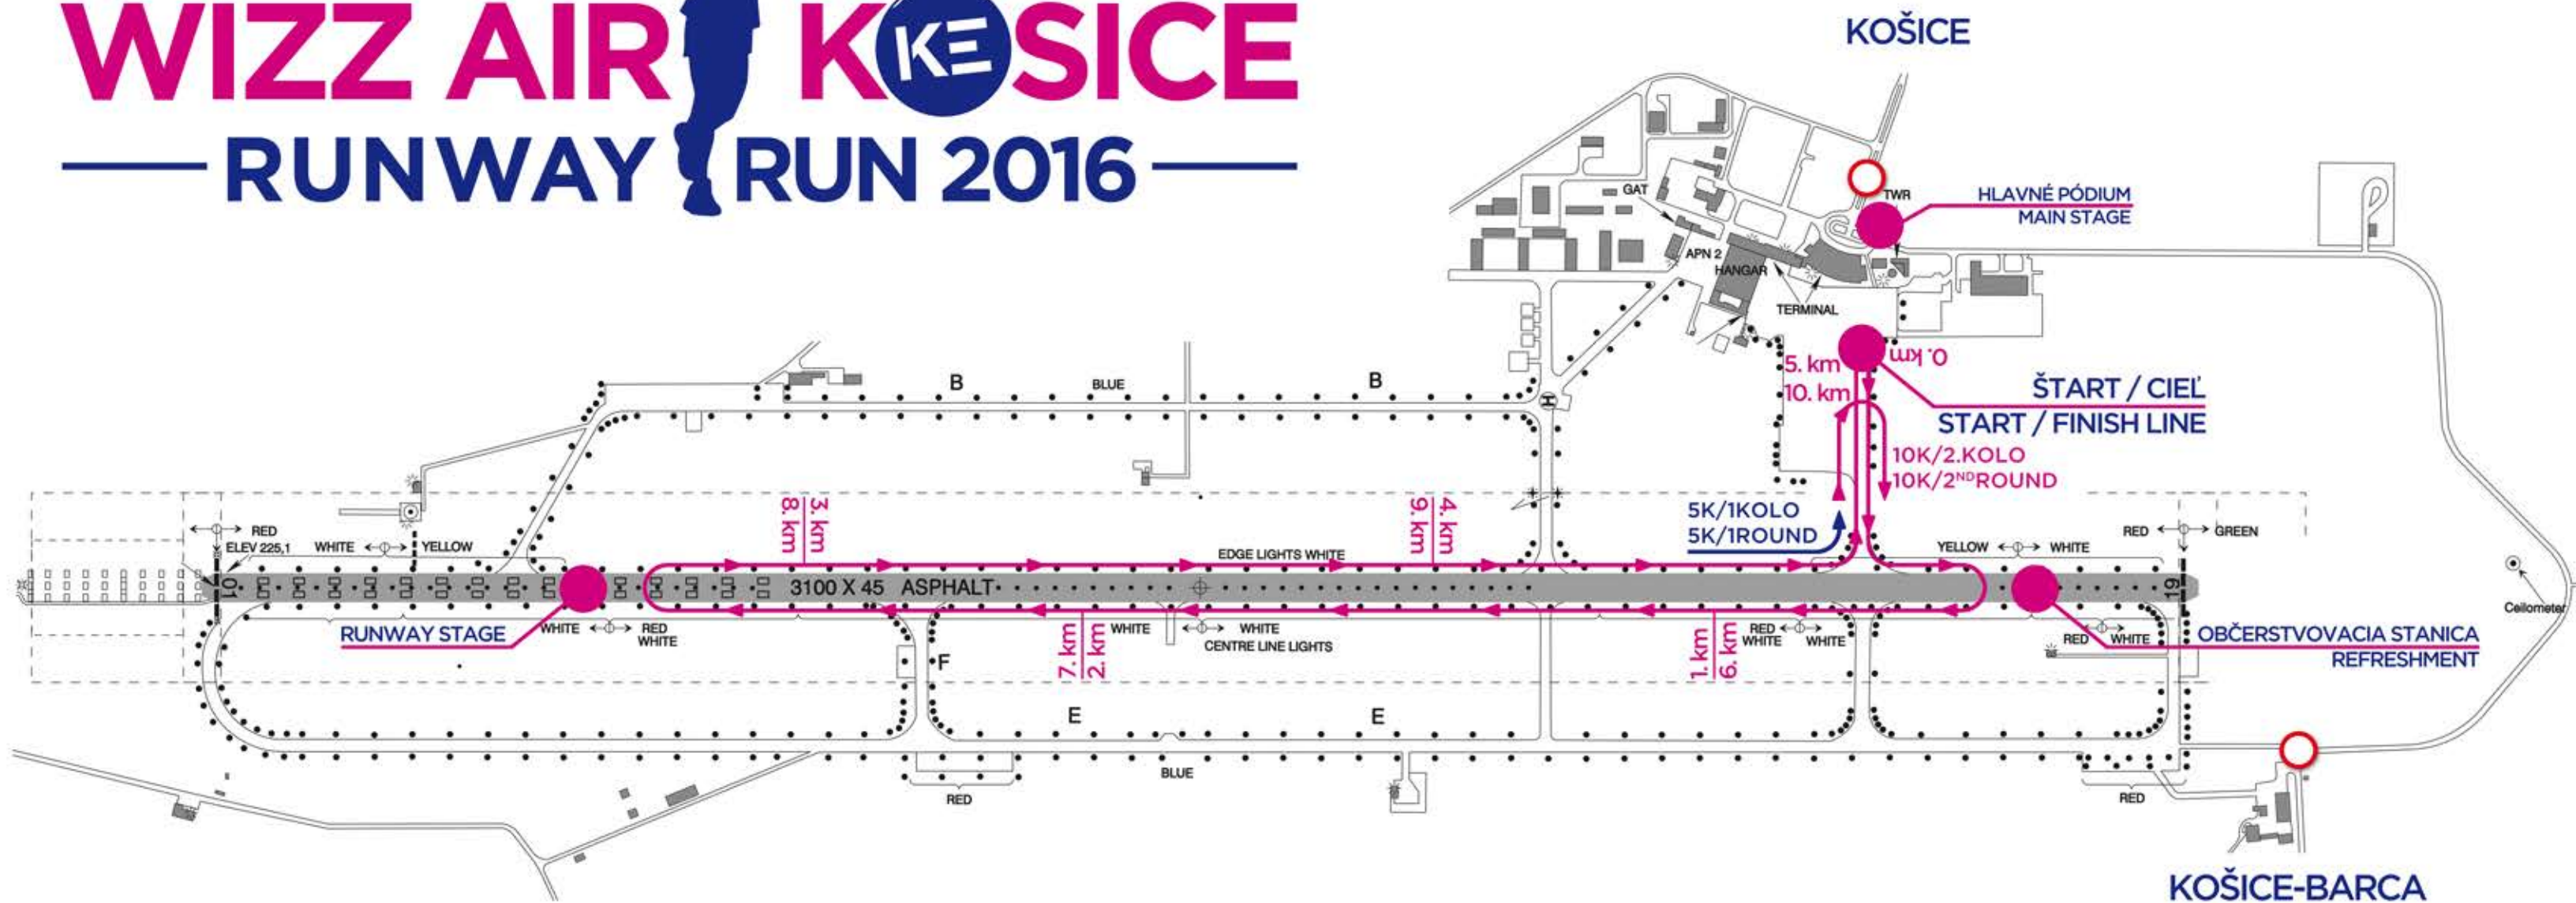 WIZZ AIR KOSICE
KE
RUNWAY RUN 2016
KOŠICE
TWR
HLAVNÉ PÓDIUM
MAIN STAGE
GAT
APN 2
HANGAR
TERMINAL
5. km
0. km
10. km
ŠTART / CIEĽ
START / FINISH LINE
10K/2.KOLO
10K/2NDROUND
5K/1KOLO
5K/1ROUND
B
BLUE
B
H
3. km
8. km
4. km
9. km
RED
ELEV 225,1
WHITE
YELLOW
EDGE LIGHTS WHITE
YELLOW
WHITE
RED
GREEN
01
3100 X 45 ASPHALT
19
Ceilometer
RUNWAY STAGE
WHITE
RED
WHITE
F
7. km
2. km
WHITE
WHITE
CENTRE LINE LIGHTS
1. km
6. km
RED
WHITE
WHITE
RED
WHITE
OBČERSTVOVACIA STANICA
REFRESHMENT
E
E
BLUE
RED
RED
KOŠICE-BARCA